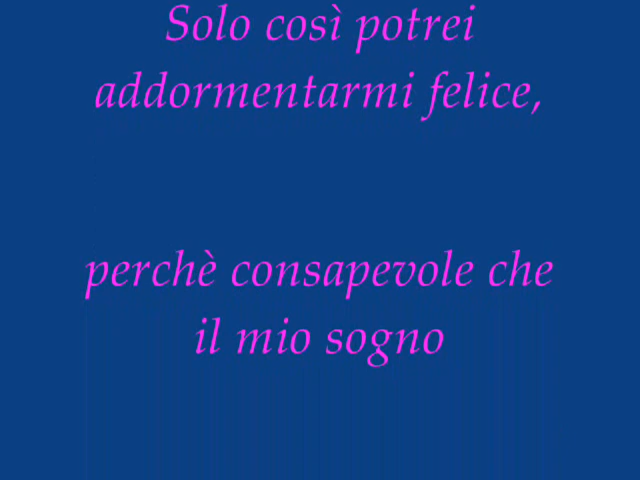 Solo così potrei
addormentarmi felice,
perchè consapevole che
il mio sogno